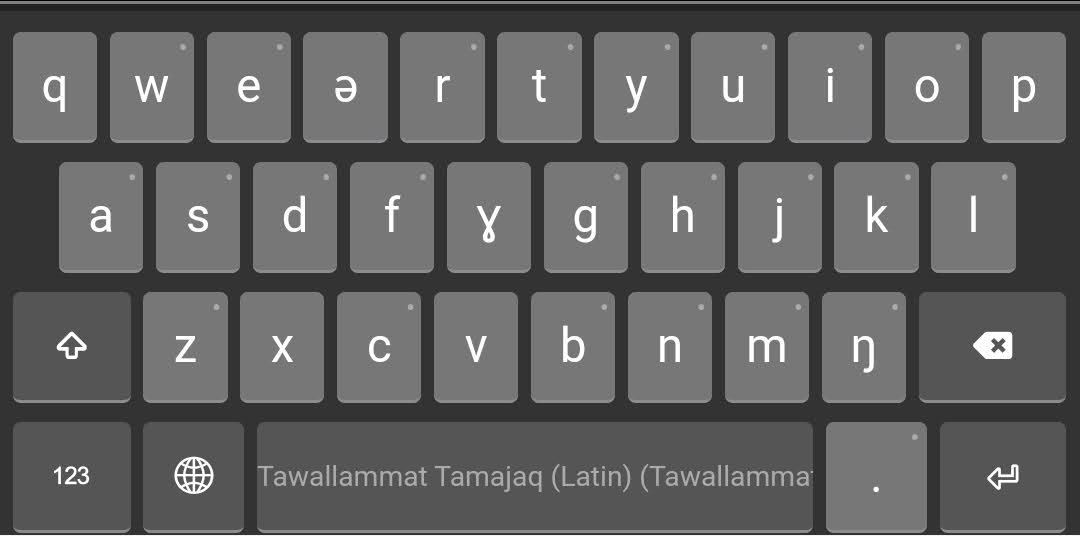 q w e ə r t y u i o p
a s d f ɣ g h j k l
z x c v b n m ŋ
123 Tawallammat Tamajaq (Latin) (Tawallammat .